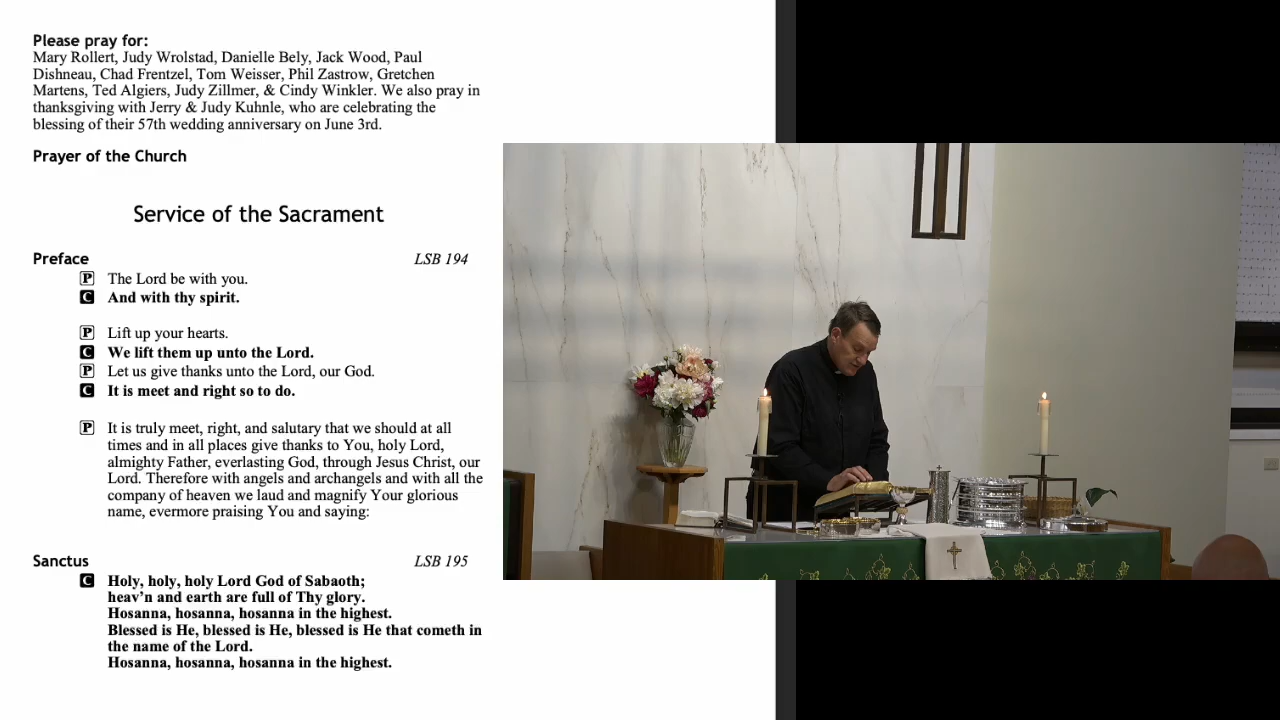 Please pray for:
Mary Rollert, Judy Wrolstad, Danielle Bely, Jack Wood, Paul
Dishneau, Chad Frentzel, Tom Weisser, Phil Zastrow, Gretchen
Martens, Ted Algiers, Judy Zillmer, & Cindy Winkler. We also pray in
thanksgiving with Jerry & Judy Kuhnle, who are celebrating the
blessing of their 57th wedding anniversary on June 3rd.
Prayer of the Church
Service of the Sacrament
Preface LSB 194
P The Lord be with you.
C And with thy spirit.
P Lift up your hearts.
C We lift them up unto the Lord.
P Let us give thanks unto the Lord, our God.
C It is meet and right so to do.
P It is truly meet, right, and salutary that we should at all
times and in all places give thanks to You, holy Lord,
almighty Father, everlasting God, through Jesus Christ, our
Lord. Therefore with angels and archangels and with all the
company of heaven we laud and magnify Your glorious
name, evermore praising You and saying:
Sanctus LSB 195
C Holy, holy, holy Lord God of Sabaoth;
heav'n and earth are full of Thy glory.
Hosanna, hosanna, hosanna in the highest.
Blessed is He, blessed is He, blessed is He that cometh in
the name of the Lord.
Hosanna, hosanna, hosanna in the highest.